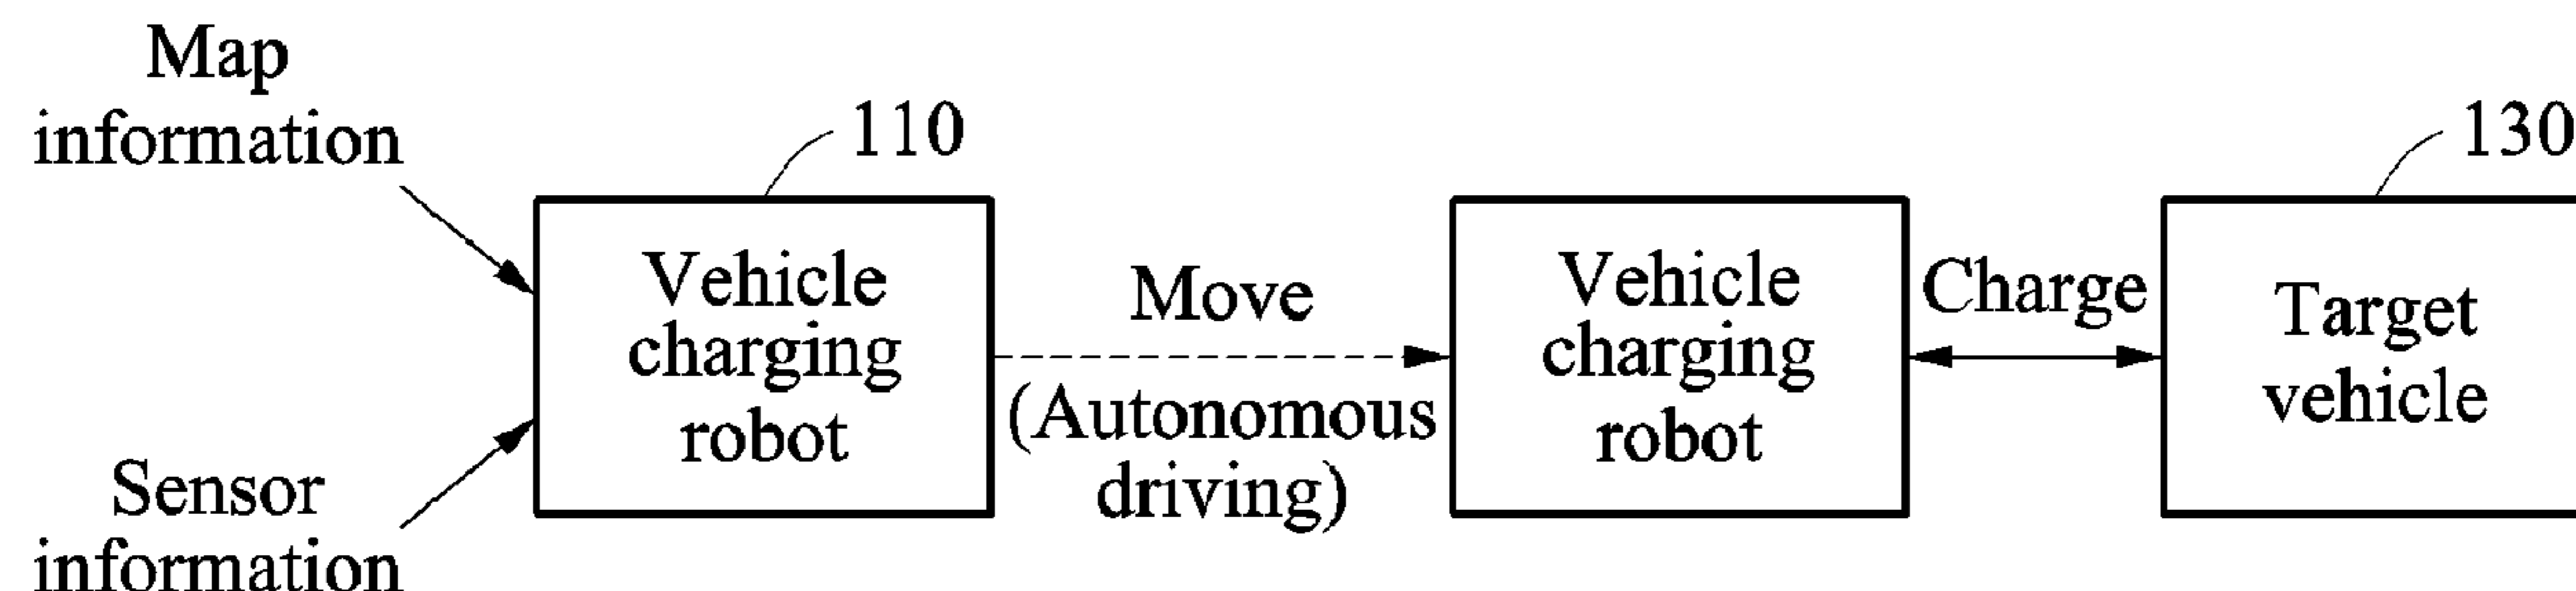 Map
information
110
130
Vehicle
charging
robot
Move
(Autonomous
driving)
Vehicle
charging
robot
Charge
Target
vehicle
Sensor
information